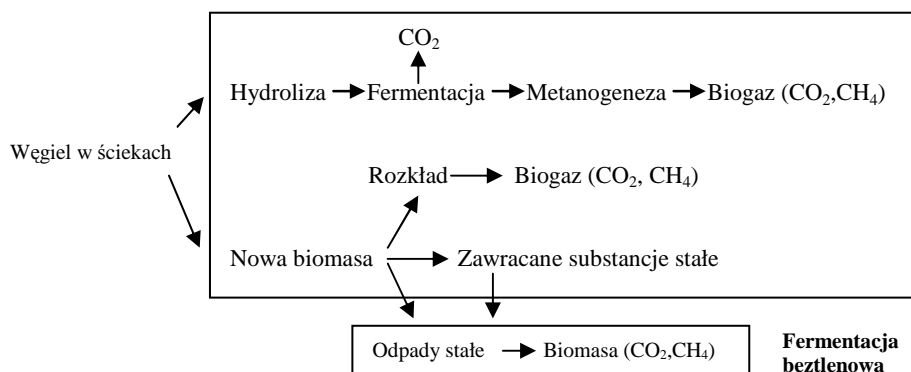 CO₂
Hydroliza Fermentacja Metanogeneza Biogaz (CO₂,CH₄)
Węgiel w ściekach
Rozkład Biogaz (CO₂, CH₄)
Nowa biomasa Zawracane substancje stałe
Odpady stałe Biomasa (CO₂,CH₄)
Fermentacja
beztlenowa